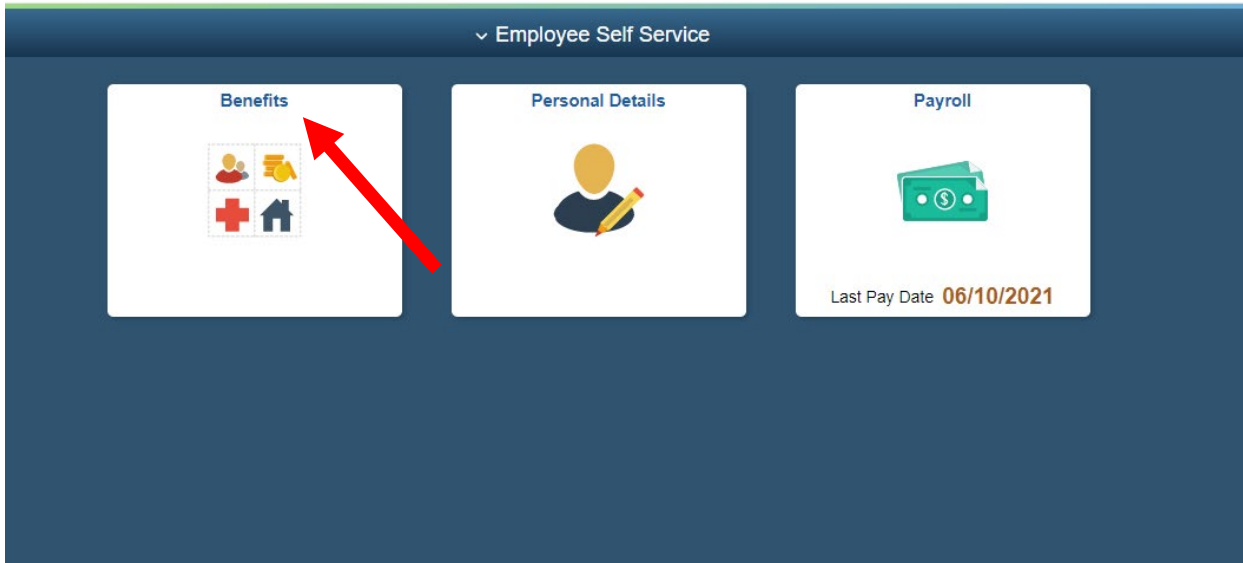 Employee Self Service
Benefits
Personal Details
Payroll
$
Last Pay Date 06/10/2021